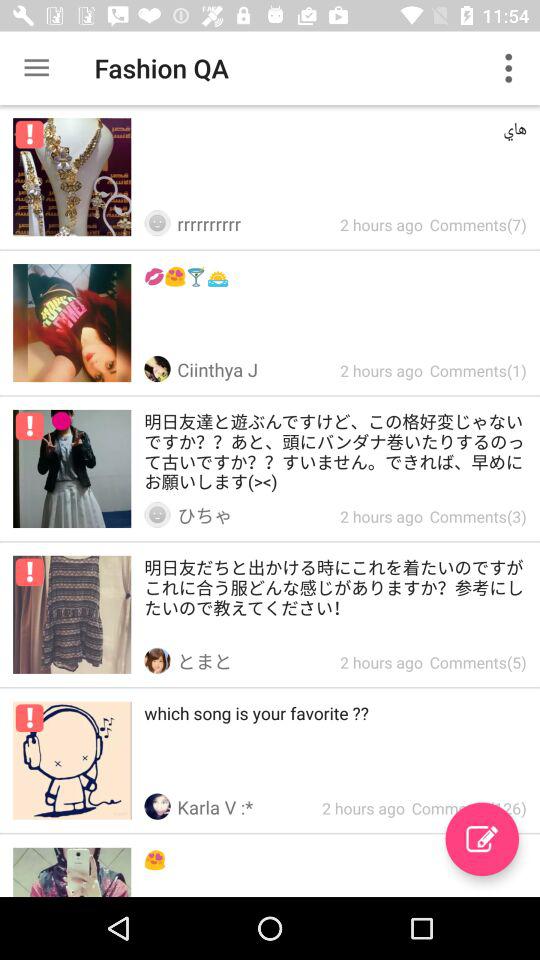 11:54
Fashion QA
هاي
rrrrrrrrrr 2 hours ago Comments(7)
💋😍🍸🌅
Ciinthya J 2 hours ago Comments(1)
明日友達と遊ぶんですけど、この格好変じゃない
ですか？？あと、頭にバンダナ巻いたりするのっ
て古いですか？？すいません。できれば、早めに
お願いします(><)
ひちゃ 2 hours ago Comments(3)
明日友だちと出かける時にこれを着たいのですが
これに合う服どんな感じがありますか？参考にし
たいので教えてください！
とまと 2 hours ago Comments(5)
which song is your favorite ??
Karla V :* 2 hours ago
😍